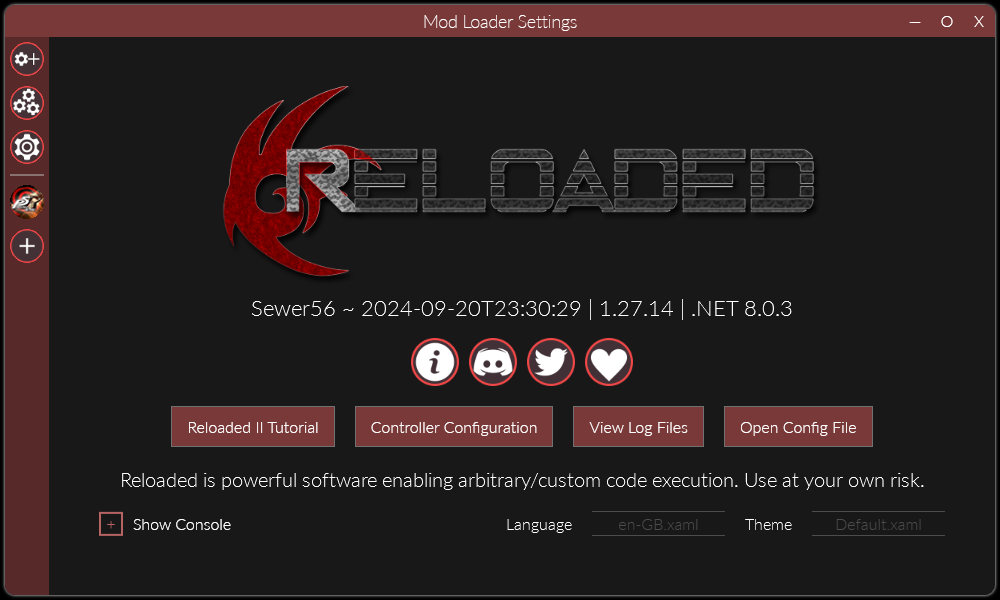 Mod Loader Settings
RELOADED
Sewer56 ~ 2024-09-20T23:30:29 | 1.27.14 | .NET 8.0.3
Reloaded II Tutorial
Controller Configuration
View Log Files
Open Config File
Reloaded is powerful software enabling arbitrary/custom code execution. Use at your own risk.
+ Show Console
Language
en-GB.xaml
Theme
Default.xaml